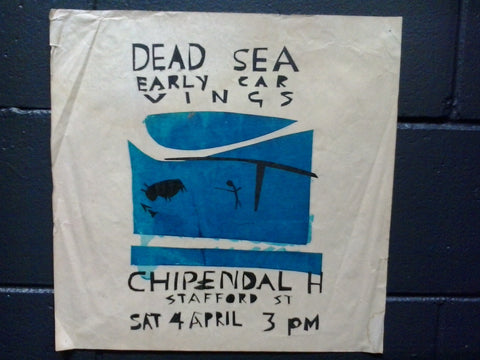 DEAD SEA
EARLY CAR
VINGS
CHIPENDAL H
STAFFORD ST
SAT 4 APRIL 3 PM